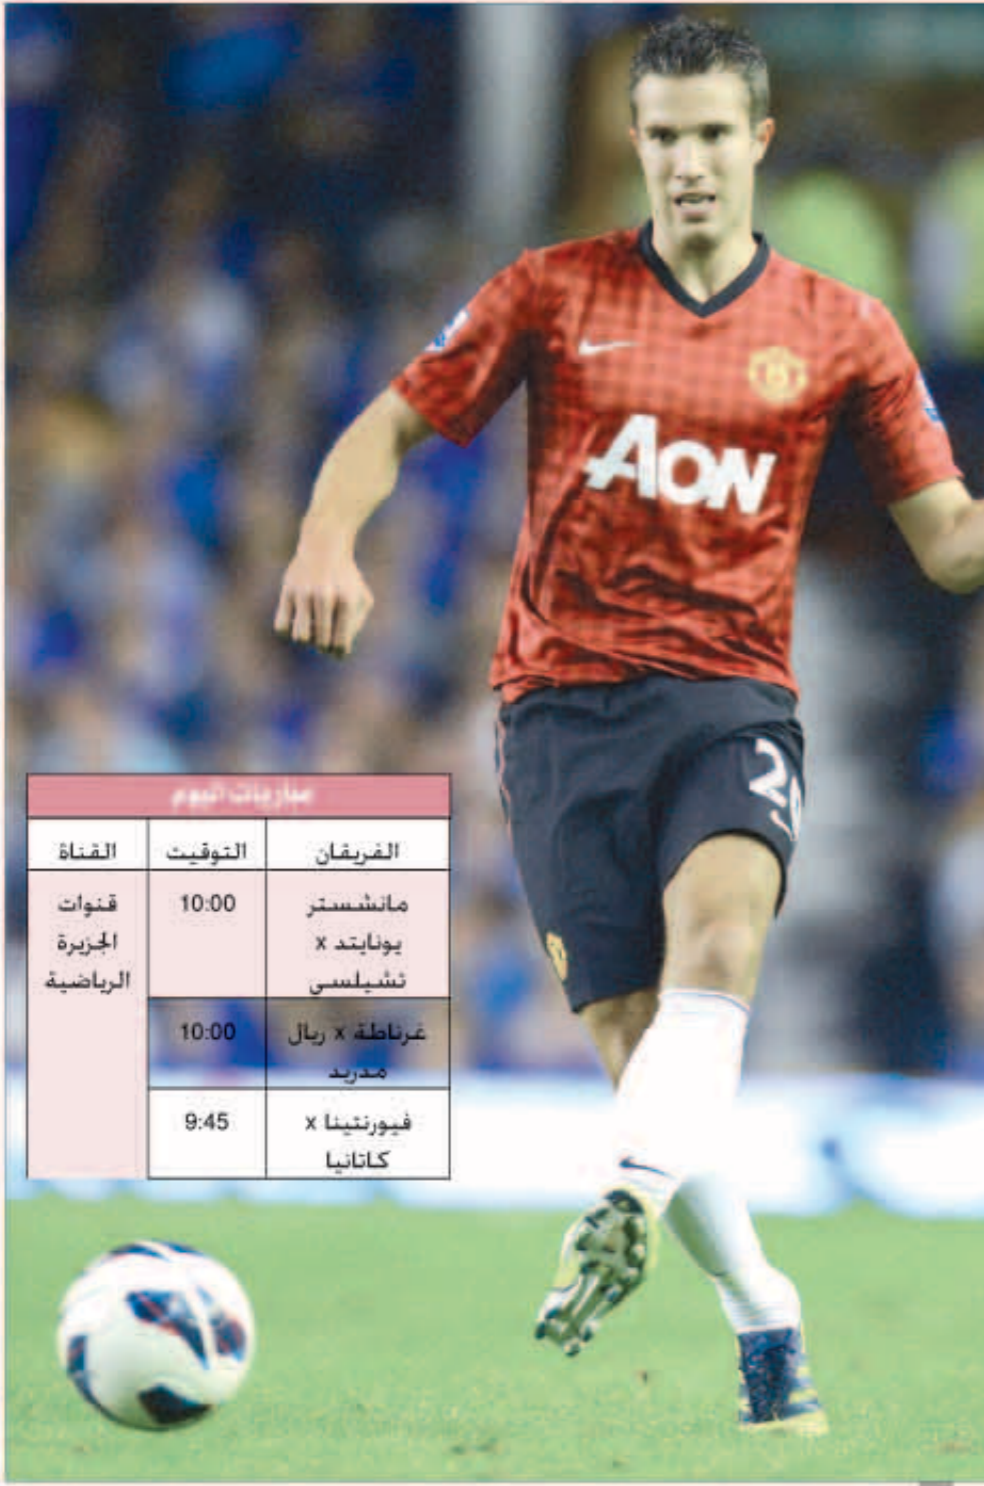 AON
20
مباريات اليوم
الفريقان التوقيت القناة
مانشستر 10:00 قنوات
يونايتد x الجزيرة
تشيلسي الرياضية
غرناطة x ريال 10:00
مدريد
فيورنتينا x 9:45
كاتانيا